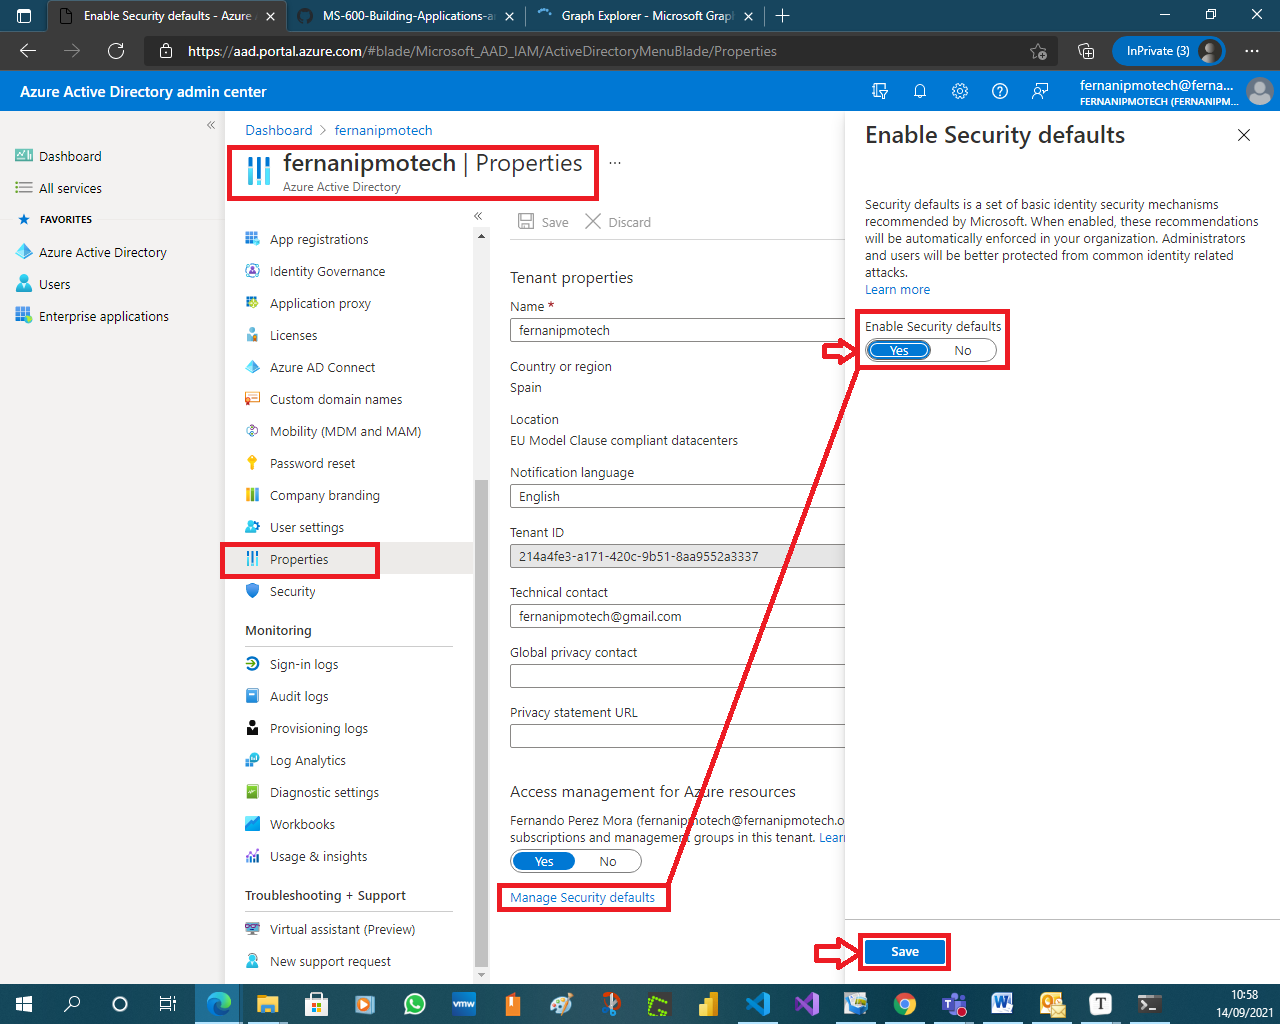 Enable Security defaults - Azure A
MS-600-Building-Applications-a
Graph Explorer - Microsoft Grap
https://aad.portal.azure.com/#blade/Microsoft_AAD_IAM/ActiveDirectoryMenuBlade/Properties
InPrivate (3)
Azure Active Directory admin center
fernanipmotech@ferna...
FERNANIPMOTECH (FERNANIPM...
Dashboard
All services
FAVORITES
Azure Active Directory
Users
Enterprise applications
Dashboard > fernanipmotech
fernanipmotech | Properties
...
Azure Active Directory
App registrations
Identity Governance
Application proxy
Licenses
Azure AD Connect
Custom domain names
Mobility (MDM and MAM)
Password reset
Company branding
User settings
Properties
Security
Monitoring
Sign-in logs
Audit logs
Provisioning logs
Log Analytics
Diagnostic settings
Workbooks
Usage & insights
Troubleshooting + Support
Virtual assistant (Preview)
New support request
Save
Discard
Tenant properties
Name *
fernanipmotech
Country or region
Spain
Location
EU Model Clause compliant datacenters
Notification language
English
Tenant ID
214a4fe3-a171-420c-9b51-8aa9552a3337
Technical contact
fernanipmotech@gmail.com
Global privacy contact
Privacy statement URL
Access management for Azure resources
Fernando Perez Mora (fernanipmotech@fernanipmotech.o
subscriptions and management groups in this tenant. Lear
Yes No
Manage Security defaults
Enable Security defaults
Security defaults is a set of basic identity security mechanisms
recommended by Microsoft. When enabled, these recommendations
will be automatically enforced in your organization. Administrators
and users will be better protected from common identity related
attacks.
Learn more
Enable Security defaults
Yes No
Save
vmw
10:58
14/09/2021